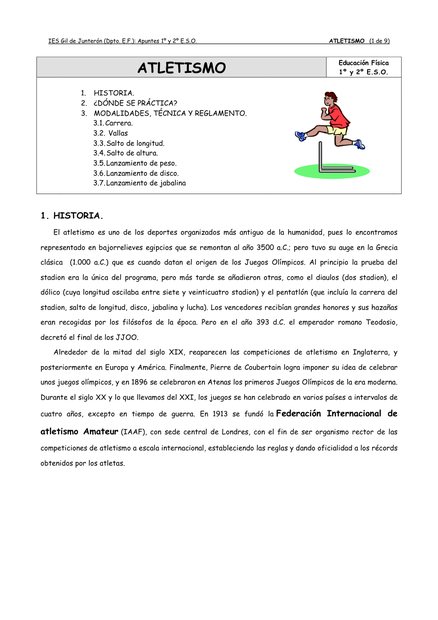 IES Gil de Junterón (Dpto. E.F.): Apuntes 1º y 2º E.S.O. ATLETISMO (1 de 9)
ATLETISMO
Educación Física
1º y 2º E.S.O.
1. HISTORIA.
2. ¿DÓNDE SE PRÁCTICA?
3. MODALIDADES, TÉCNICA Y REGLAMENTO.
3.1.Carrera.
3.2. Vallas
3.3.Salto de longitud.
3.4.Salto de altura.
3.5.Lanzamiento de peso.
3.6.Lanzamiento de disco.
3.7.Lanzamiento de jabalina
1. HISTORIA.
El atletismo es uno de los deportes organizados más antiguo de la humanidad, pues lo encontramos
representado en bajorrelieves egipcios que se remontan al año 3500 a.C.; pero tuvo su auge en la Grecia
clásica (1.000 a.C.) que es cuando datan el origen de los Juegos Olímpicos. Al principio la prueba del
stadion era la única del programa, pero más tarde se añadieron otras, como el diaulos (dos stadion), el
dólico (cuya longitud oscilaba entre siete y veinticuatro stadion) y el pentatlón (que incluía la carrera del
stadion, salto de longitud, disco, jabalina y lucha). Los vencedores recibían grandes honores y sus hazañas
eran recogidas por los filósofos de la época. Pero en el año 393 d.C. el emperador romano Teodosio,
decretó el final de los JJOO.
Alrededor de la mitad del siglo XIX, reaparecen las competiciones de atletismo en Inglaterra, y
posteriormente en Europa y América. Finalmente, Pierre de Coubertain logra imponer su idea de celebrar
unos juegos olímpicos, y en 1896 se celebraron en Atenas los primeros Juegos Olímpicos de la era moderna.
Durante el siglo XX y lo que llevamos del XXI, los juegos se han celebrado en varios países a intervalos de
cuatro años, excepto en tiempo de guerra. En 1913 se fundó la Federación Internacional de
atletismo Amateur (IAAF), con sede central de Londres, con el fin de ser organismo rector de las
competiciones de atletismo a escala internacional, estableciendo las reglas y dando oficialidad a los récords
obtenidos por los atletas.